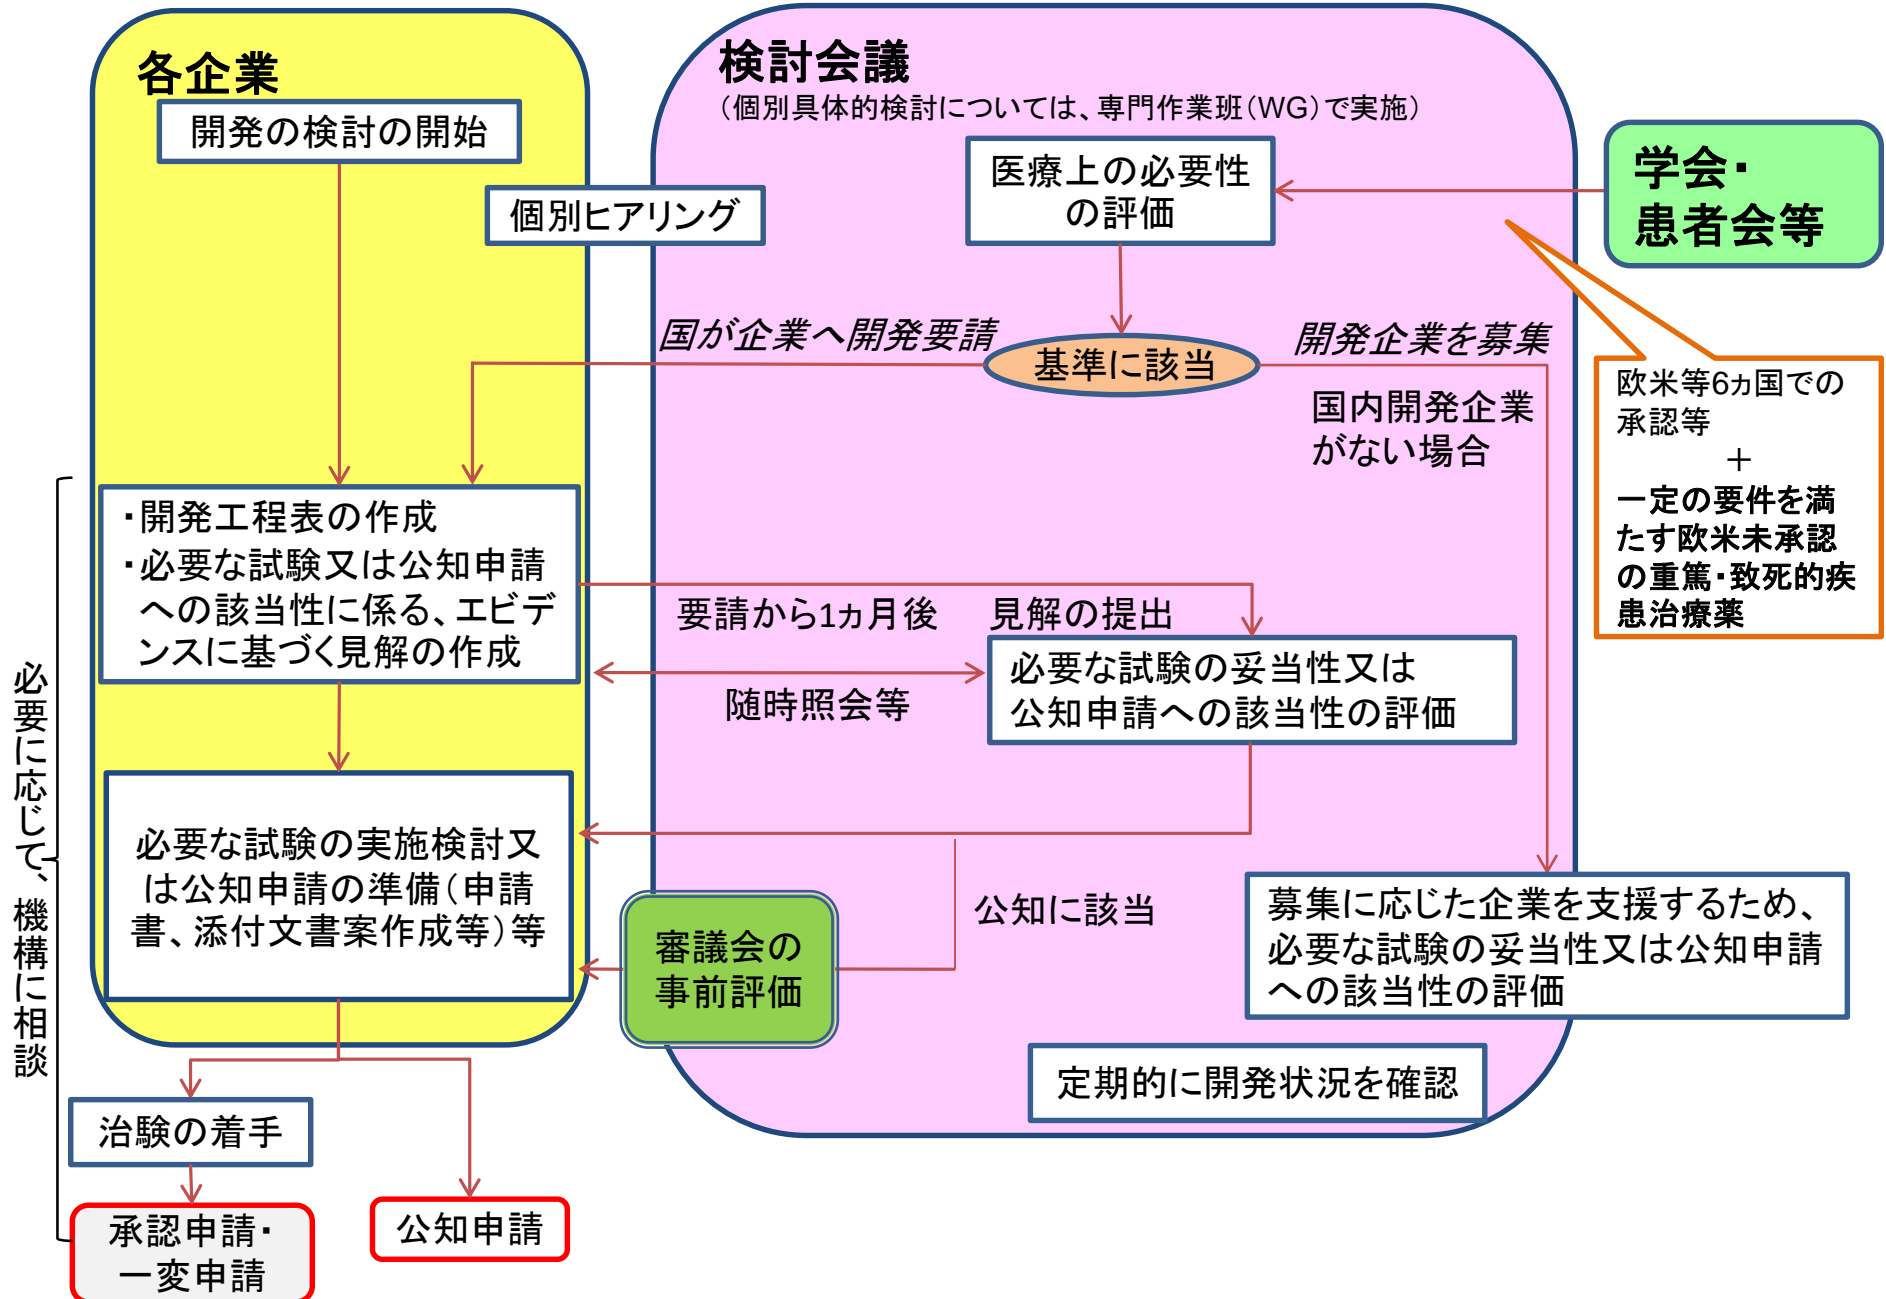 各企業
開発の検討の開始
個別ヒアリング
検討会議
（個別具体的検討については、専門作業班（WG）で実施）
医療上の必要性
の評価
学会・
患者会等
国が企業へ開発要請
基準に該当
開発企業を募集
国内開発企業
がない場合
欧米等6ヵ国での
承認等
＋
一定の要件を満
たす欧米未承認
の重篤・致死的疾
患治療薬
・開発工程表の作成
・必要な試験又は公知申請
への該当性に係る、エビデ
ンスに基づく見解の作成
要請から1ヵ月後
見解の提出
随時照会等
必要な試験の妥当性又は
公知申請への該当性の評価
必要な試験の実施検討又
は公知申請の準備（申請
書、添付文書案作成等）等
公知に該当
審議会の
事前評価
募集に応じた企業を支援するため、
必要な試験の妥当性又は公知申請
への該当性の評価
定期的に開発状況を確認
必要に応じて、機構に相談
治験の着手
承認申請・
一変申請
公知申請